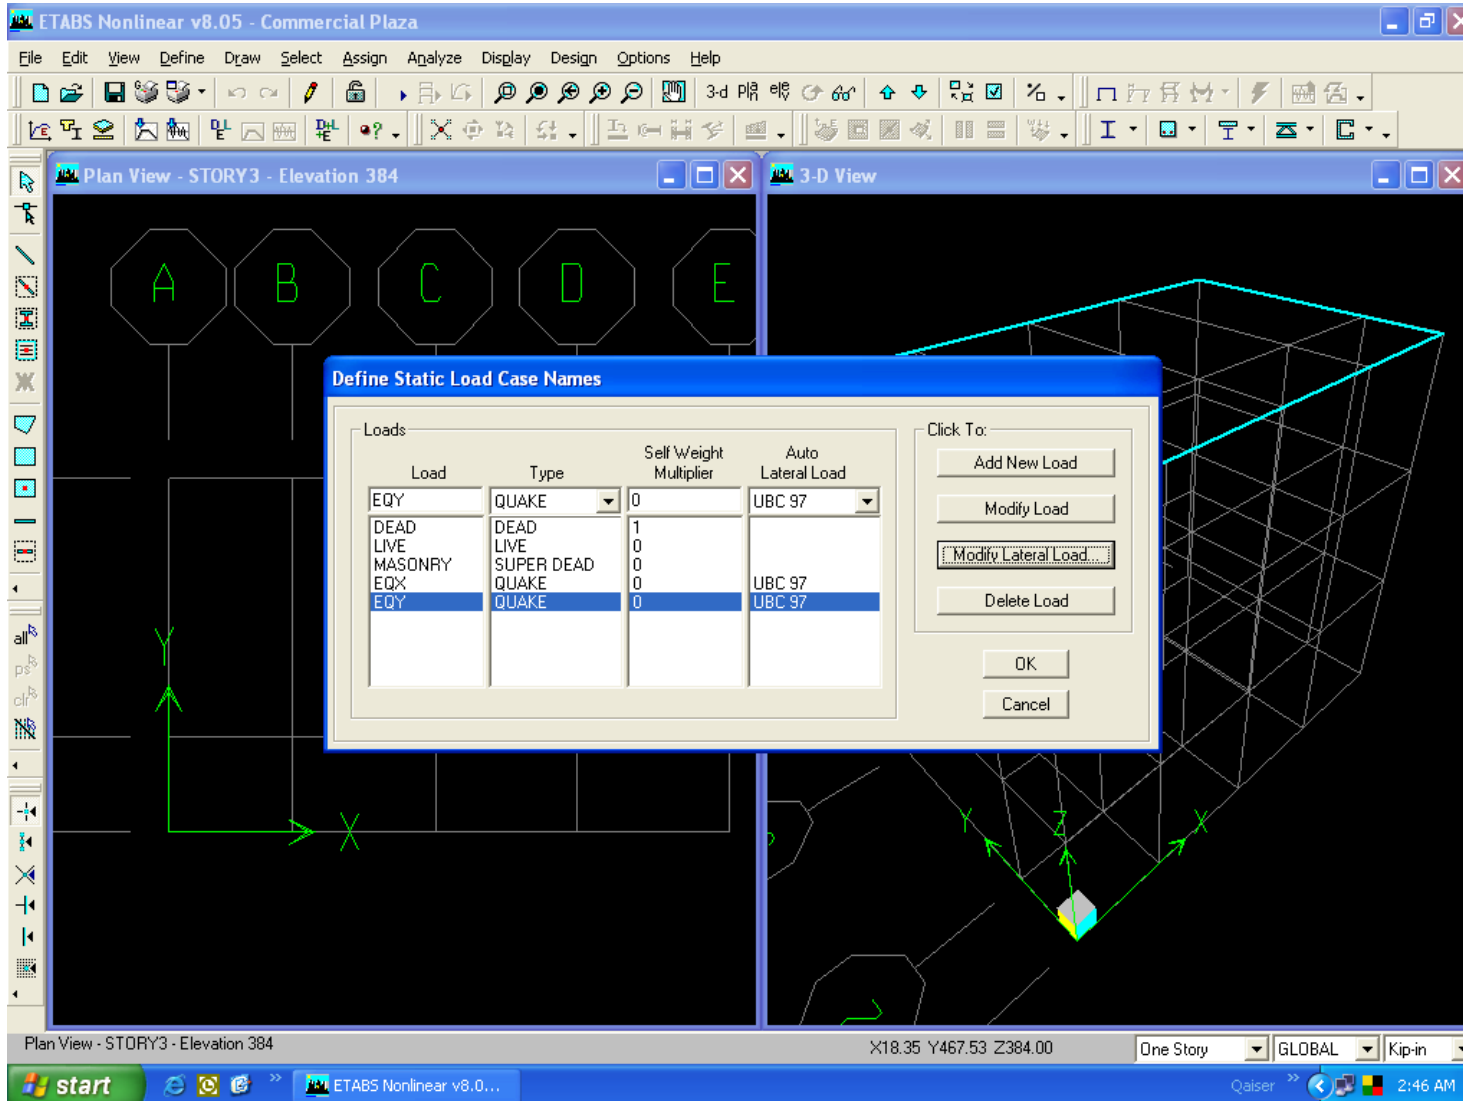 ETABS Nonlinear v8.05 - Commercial Plaza
File Edit View Define Draw Select Assign Analyze Display Design Options Help
3-d
Plan View - STORY3 - Elevation 384
3-D View
A B C D E
Define Static Load Case Names
Loads
Click To:
Load Type Self Weight Multiplier Auto Lateral Load
EQY QUAKE 0 UBC 97
DEAD DEAD 1
LIVE LIVE 0
MASONRY SUPER DEAD 0
EQX QUAKE 0 UBC 97
EQY QUAKE 0 UBC 97
Add New Load
Modify Load
Modify Lateral Load...
Delete Load
OK
Cancel
all
ps
clr
Y
X
Y Z X
Plan View - STORY3 - Elevation 384
X18.35 Y467.53 Z384.00
One Story GLOBAL Kip-in
start
ETABS Nonlinear v8.0...
Qaiser
2:46 AM